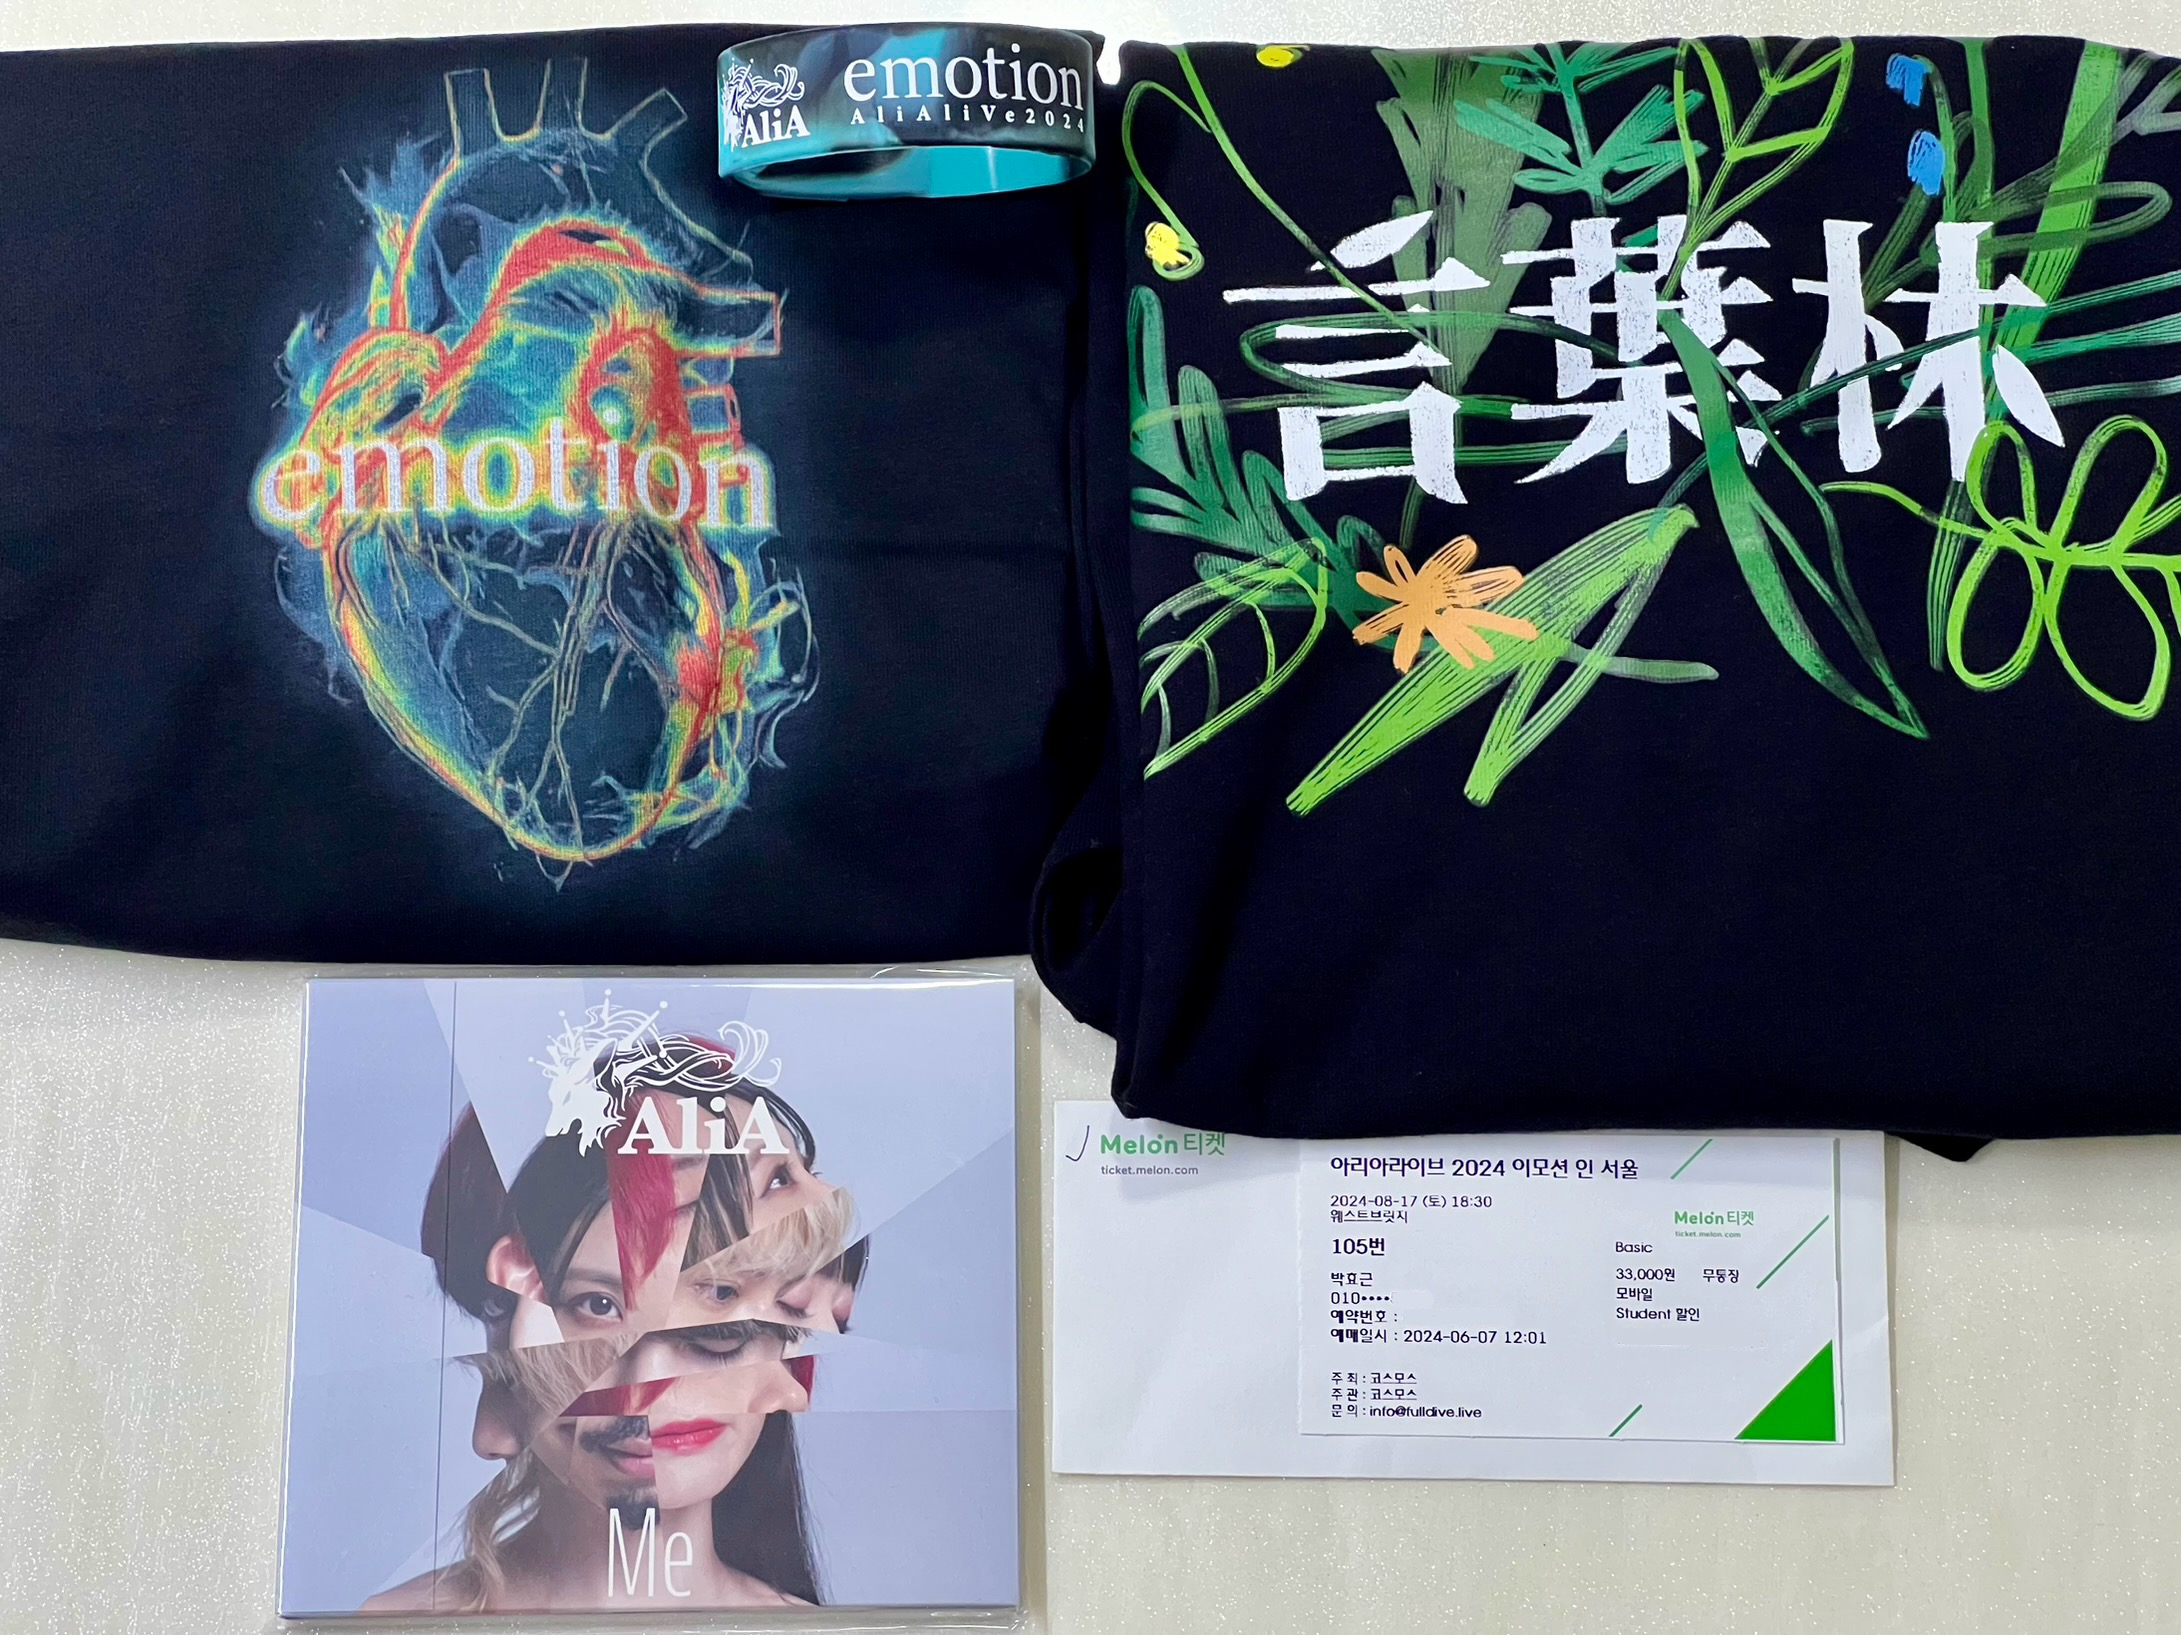 emotion
AliA
emotion
AliAliVe2024
言葉林
AliA
Me
Melon티켓
ticket.melon.com
아리아라이브 2024 이모션 인 서울
2024-08-17 (토) 18:30
웨스트브릿지
Melon티켓
ticket.melon.com
105번
Basic
박효근
33,000원 무통장
010••••
모바일
예약번호 :
Student 할인
예매일시 : 2024-06-07 12:01
주 최 : 코스모스
주 관 : 코스모스
문 의 : info@fulldive.live